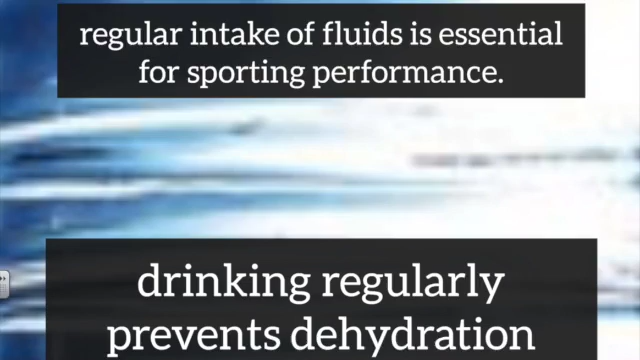 regular intake of fluids is essential
for sporting performance.
drinking regularly
prevents dehydration